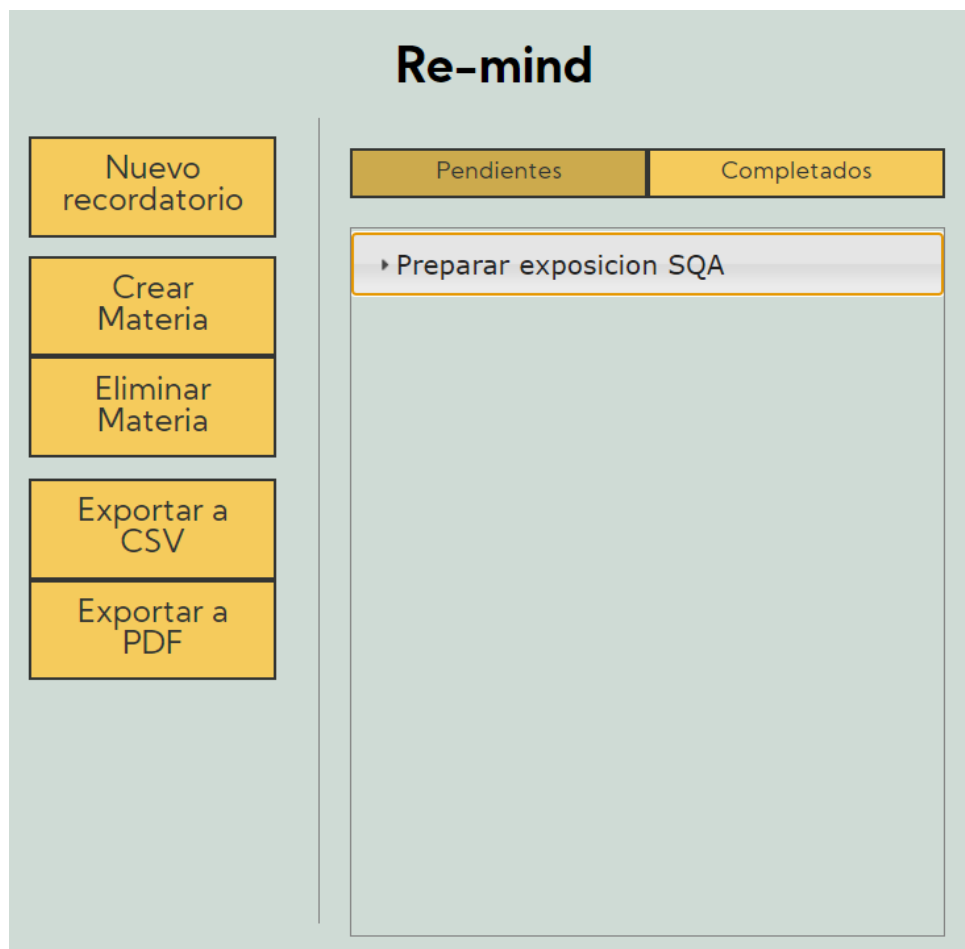 Re-mind
Nuevo
recordatorio
Crear
Materia
Eliminar
Materia
Exportar a
CSV
Exportar a
PDF
Pendientes
Completados
Preparar exposicion SQA